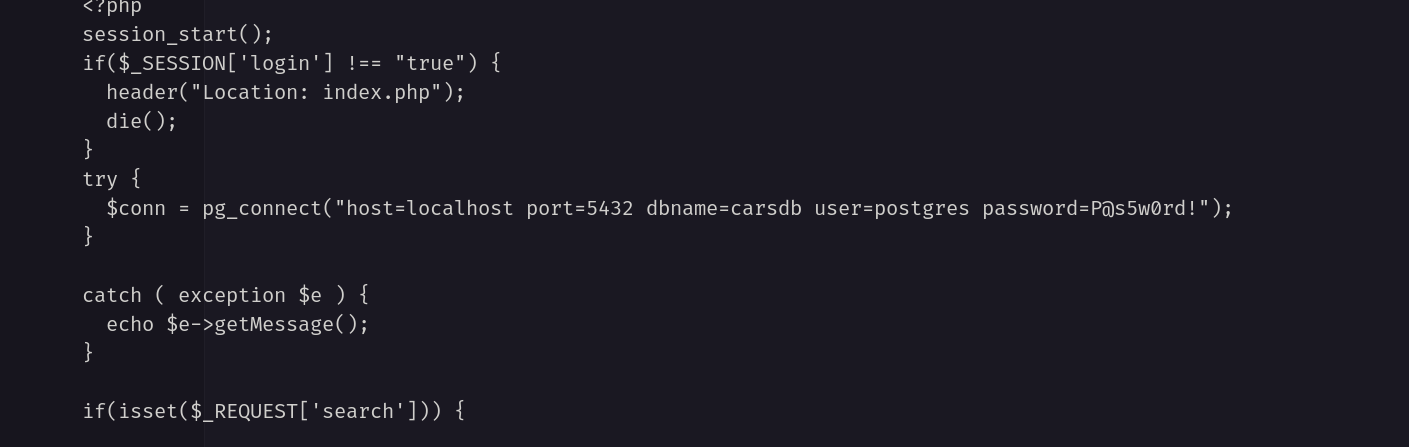 <?php
session_start();
if($_SESSION['login'] !== "true") {
  header("Location: index.php");
  die();
}
try {
  $conn = pg_connect("host=localhost port=5432 dbname=carsdb user=postgres password=P@s5w0rd!");
}

catch ( exception $e ) {
  echo $e->getMessage();
}

if(isset($_REQUEST['search'])) {